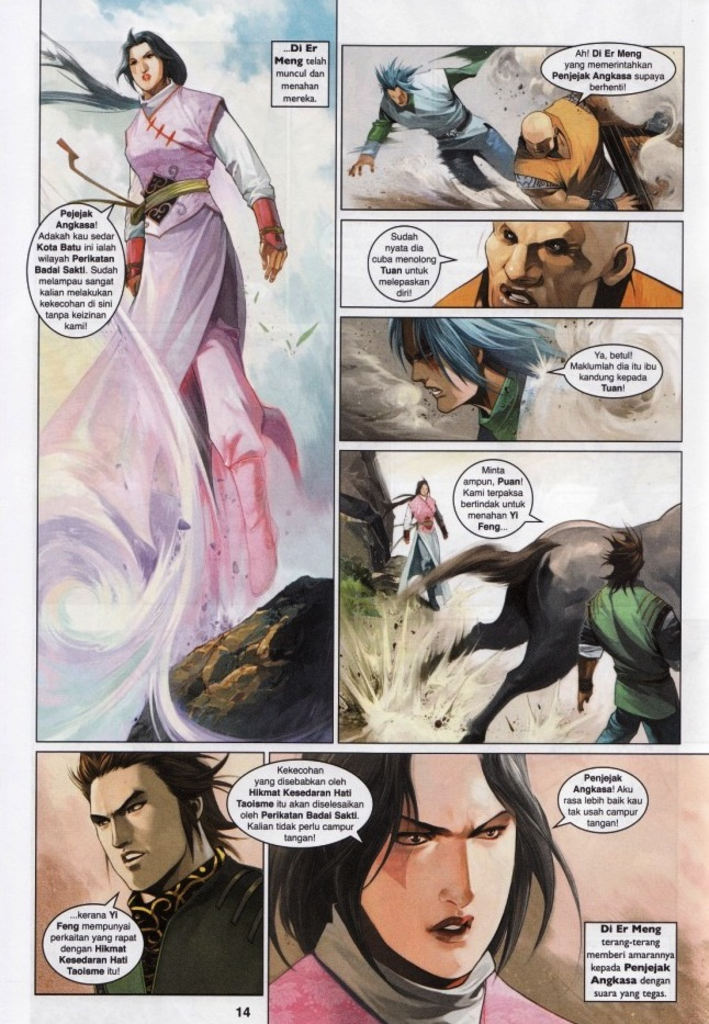 ...Di Er
Meng telah
muncul dan
menahan
mereka.
Pejejak
Angkasa!
Adakah kau sedar
Kota Batu ini ialah
wilayah Perikatan
Badai Sakti. Sudah
melampau sangat
kalian melakukan
kekecohan di sini
tanpa keizinan
kami!
Ah! Di Er Meng
yang memerintahkan
Penjejak Angkasa supaya
berhenti!
Sudah
nyata dia
cuba menolong
Tuan untuk
melepaskan
diri!
Ya, betul!
Maklumlah dia itu ibu
kandung kepada
Tuan!
Minta
ampun, Puan!
Kami terpaksa
bertindak untuk
menahan Yi
Feng...
...kerana Yi
Feng mempunyai
perkaitan yang rapat
dengan Hikmat
Kesedaran Hati
Taoisme itu!
Kekecohan
yang disebabkan oleh
Hikmat Kesedaran Hati
Taoisme itu akan diselesaikan
oleh Perikatan Badai Sakti.
Kalian tidak perlu campur
tangan!
Penjejak
Angkasa! Aku
rasa lebih baik kau
tak usah campur
tangan!
Di Er Meng
terang-terang
memberi amarannya
kepada Penjejak
Angkasa dengan
suara yang tegas.
14